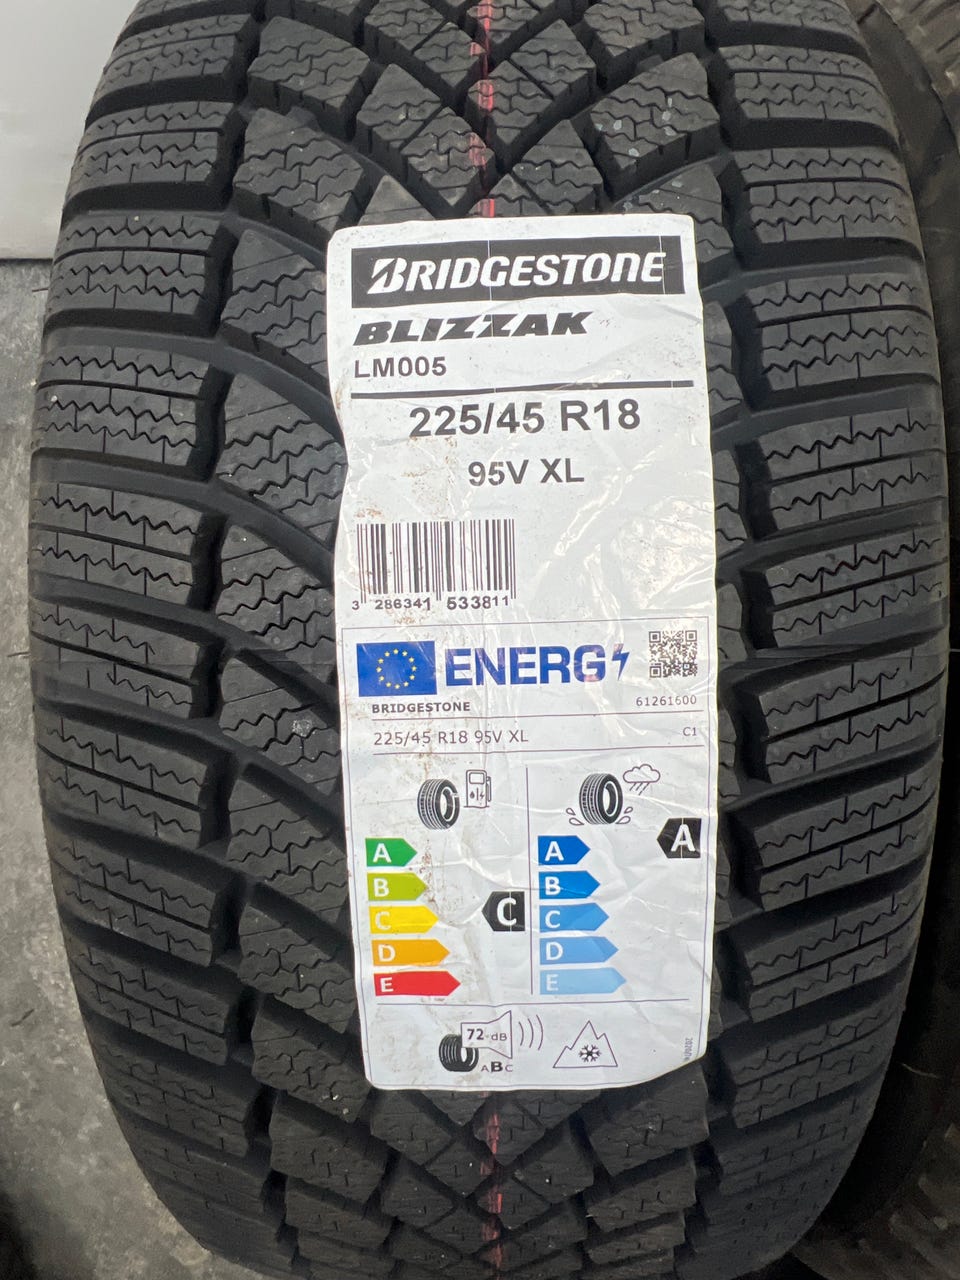 BRIDGESTONE
BLIZZAK
LM005
225/45 R18
95V XL
3 286341 533811
ENERG
BRIDGESTONE
61261600
225/45 R18 95V XL
C1
A
A
A
B
B
C
C
C
D
D
E
E
72 dB
ABC